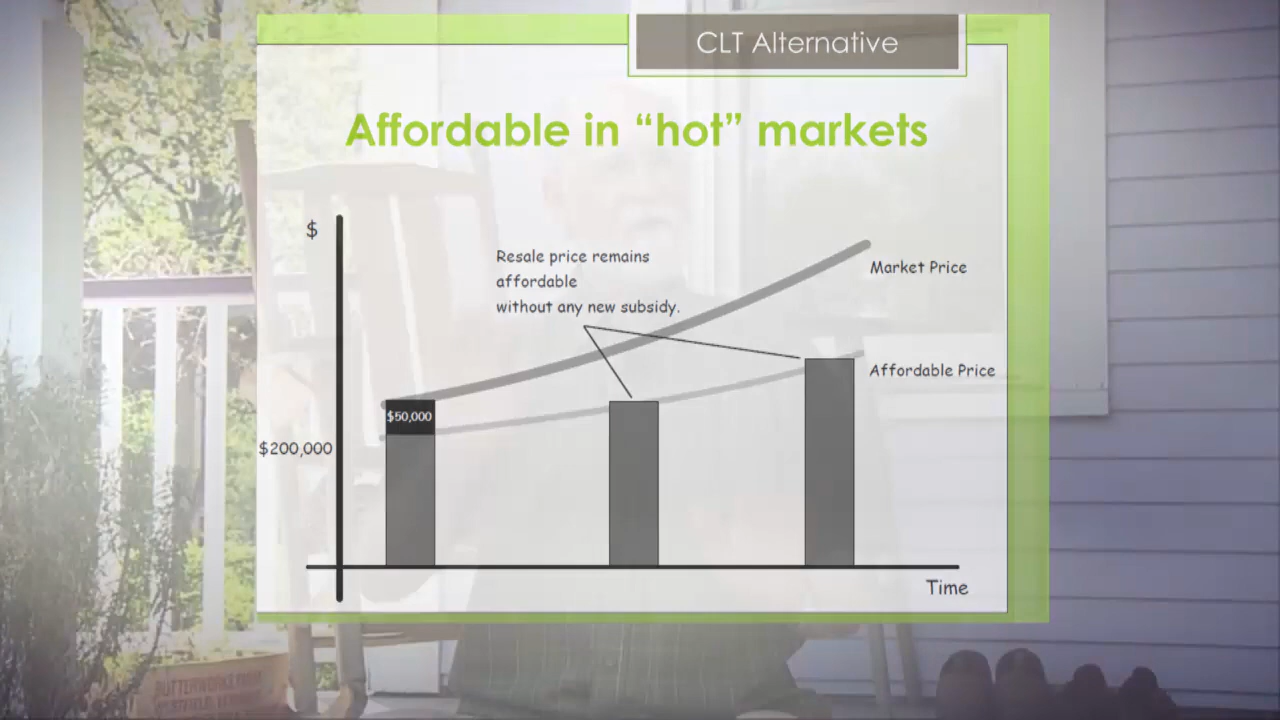 CLT Alternative
Affordable in “hot” markets
$
Resale price remains
affordable
without any new subsidy.
Market Price
Affordable Price
$50,000
$200,000
Time